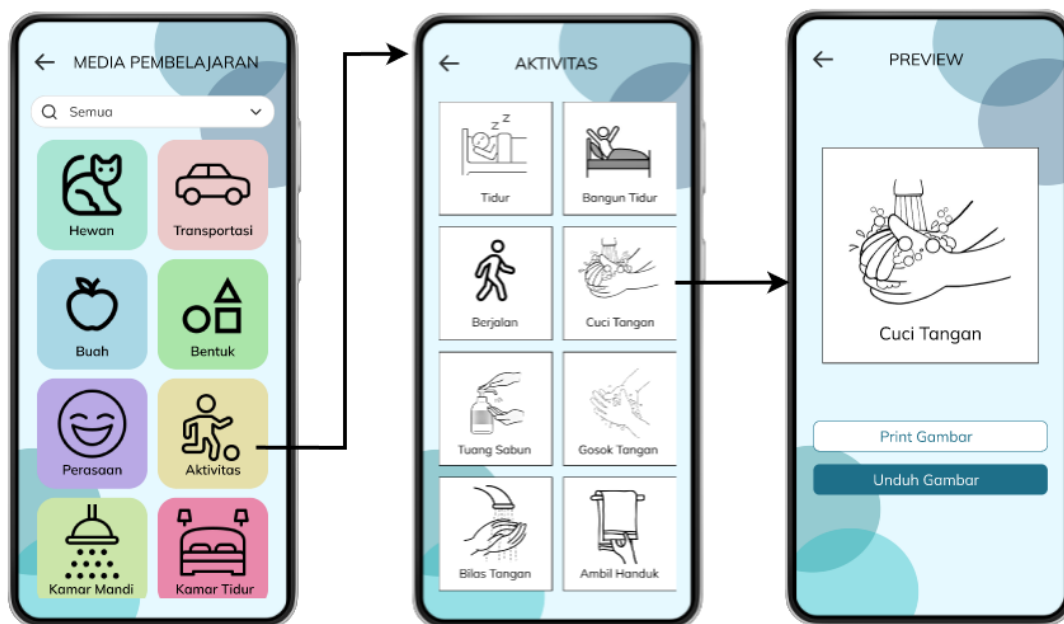 MEDIA PEMBELAJARAN
Semua
Hewan
Transportasi
Buah
Bentuk
Perasaan
Aktivitas
Kamar Mandi
Kamar Tidur
AKTIVITAS
z z
Tidur
Bangun Tidur
Berjalan
Cuci Tangan
Tuang Sabun
Gosok Tangan
Bilas Tangan
Ambil Handuk
PREVIEW
Cuci Tangan
Print Gambar
Unduh Gambar